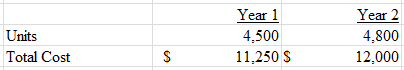 Year 1 Year 2
Units 4,500 4,800
Total Cost $ 11,250 $ 12,000